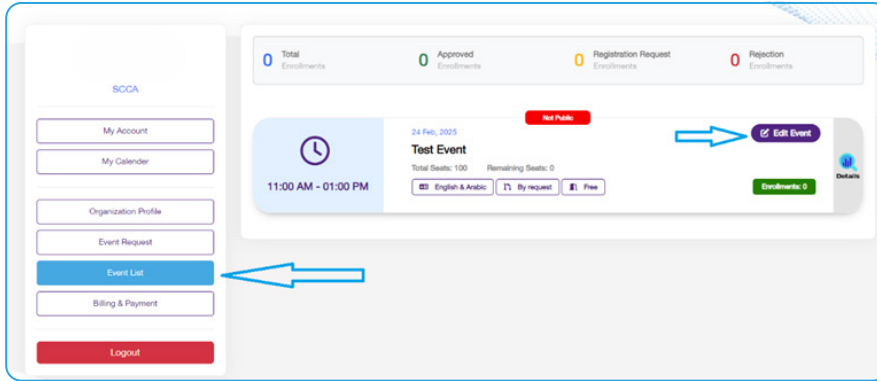 SCCA
My Account
My Calender
Organization Profile
Event Request
Event List
Billing & Payment
Logout
0 Total Enrollments
0 Approved Enrollments
0 Registration Request Enrollments
0 Rejection Enrollments
Not Public
24 Feb, 2025
Edit Event
Test Event
Total Seats: 100 Remaining Seats: 0
11:00 AM - 01:00 PM
English & Arabic By request Free
Enrollments: 0
Details